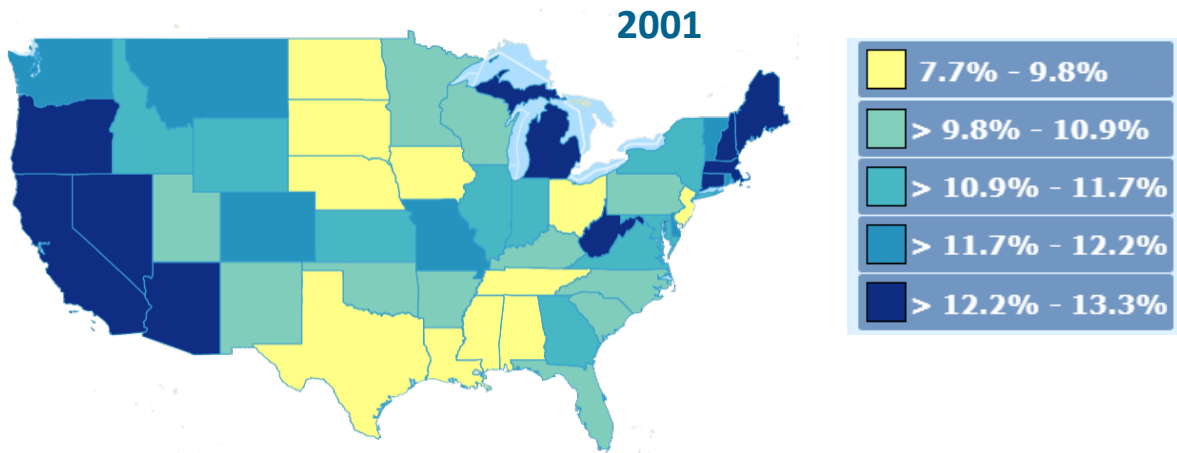 2001
7.7% - 9.8%
> 9.8% - 10.9%
> 10.9% - 11.7%
> 11.7% - 12.2%
> 12.2% - 13.3%